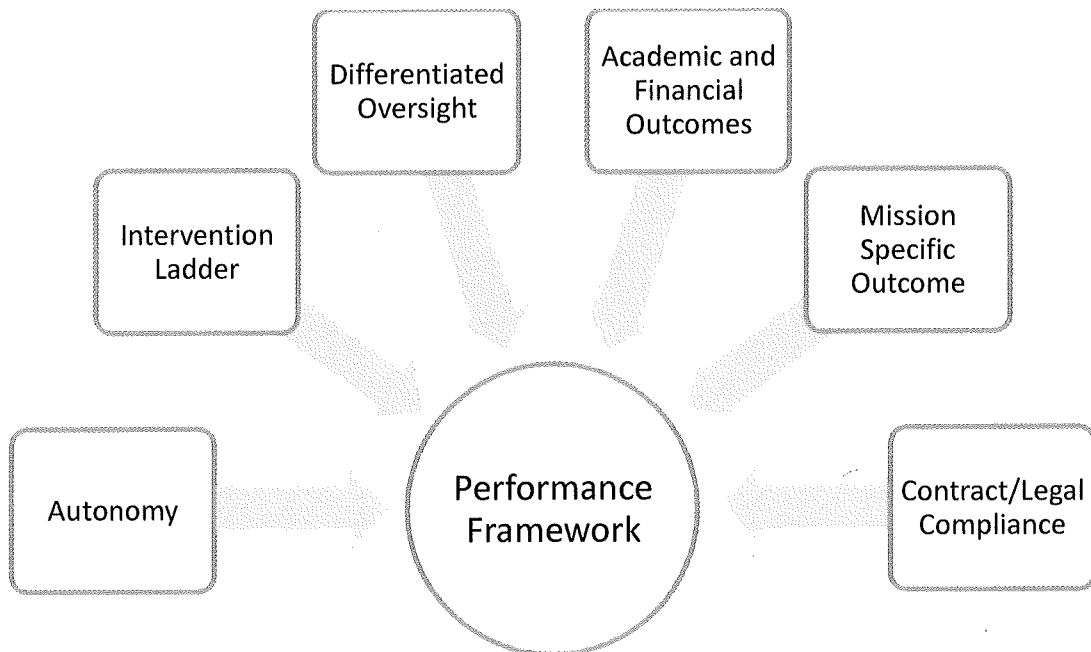 Differentiated
Oversight
Academic and
Financial
Outcomes
Intervention
Ladder
Mission
Specific
Outcome
Autonomy
Performance
Framework
Contract/Legal
Compliance